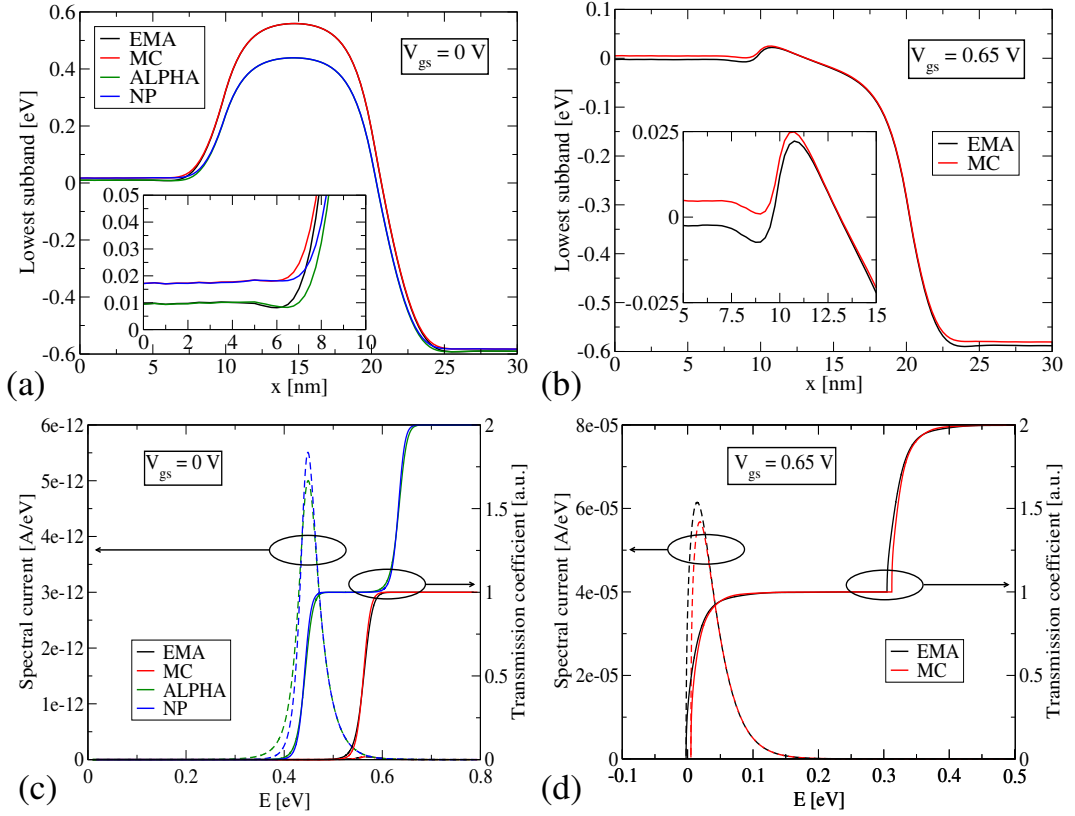 Lowest subband [eV]
0.6
0.4
0.2
0
-0.2
-0.4
-0.6
EMA
MC
ALPHA
NP
V_gs = 0 V
0.05
0.04
0.03
0.02
0.01
0
0 2 4 6 8 10
0 5 10 15 20 25 30
x [nm]
(a)
Lowest subband [eV]
0.1
0
-0.1
-0.2
-0.3
-0.4
-0.5
-0.6
V_gs = 0.65 V
EMA
MC
0.025
0
-0.025
5 7.5 10 12.5 15
0 5 10 15 20 25 30
x [nm]
(b)
Spectral current [A/eV]
6e-12
5e-12
4e-12
3e-12
2e-12
1e-12
0
V_gs = 0 V
EMA
MC
ALPHA
NP
2
1.5
1
0.5
0
Transmission coefficient [a.u.]
0 0.2 0.4 0.6 0.8
E [eV]
(c)
Spectral current [A/eV]
8e-05
6e-05
4e-05
2e-05
0
V_gs = 0.65 V
EMA
MC
2
1.5
1
0.5
0
Transmission coefficient [a.u.]
-0.1 0 0.1 0.2 0.3 0.4 0.5
E [eV]
(d)